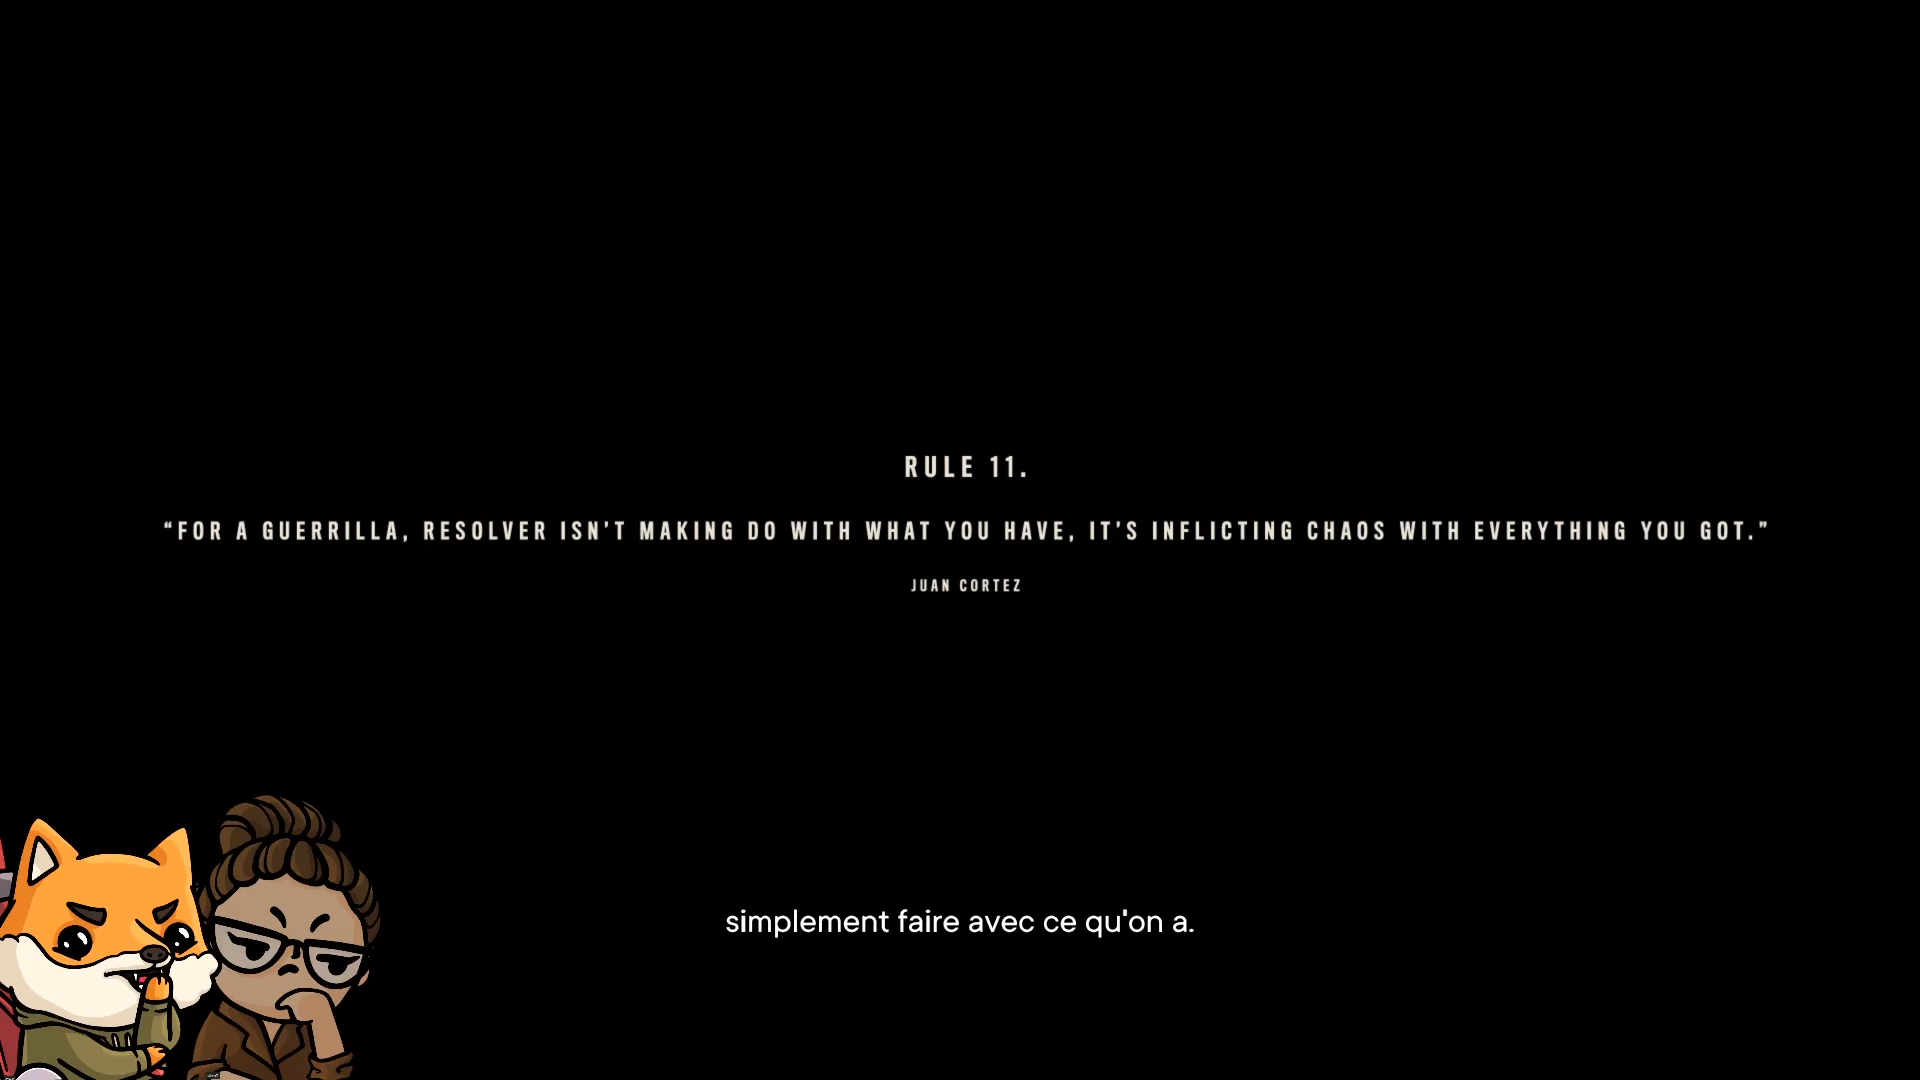 RULE 11.
“FOR A GUERRILLA, RESOLVER ISN’T MAKING DO WITH WHAT YOU HAVE, IT’S INFLICTING CHAOS WITH EVERYTHING YOU GOT.”
JUAN CORTEZ
simplement faire avec ce qu'on a.